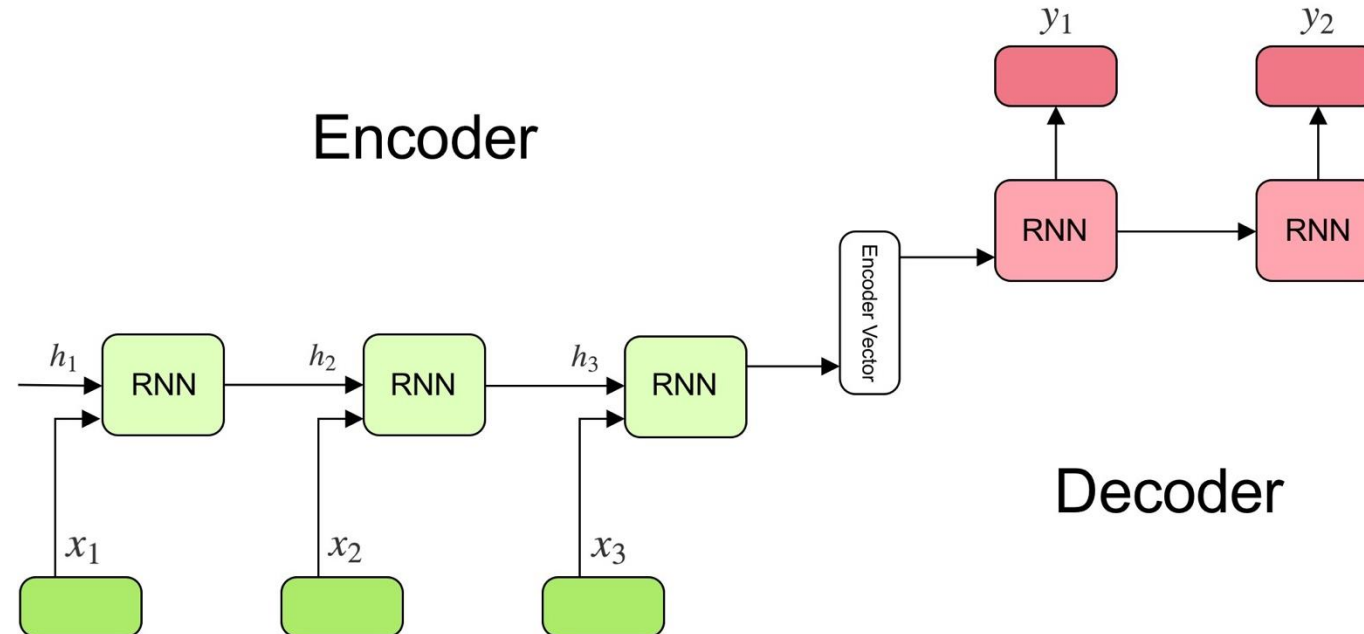 y₁
y₂
Encoder
RNN
RNN
Encoder Vector
h₁
RNN
h₂
RNN
h₃
RNN
Decoder
x₁
x₂
x₃